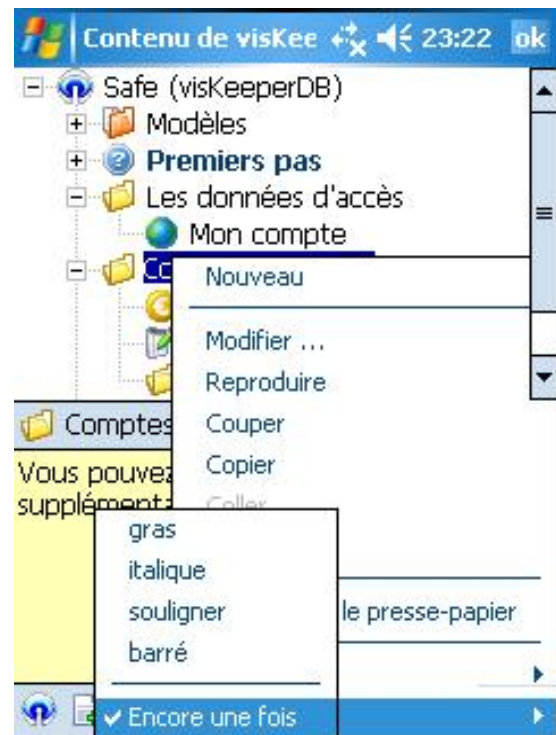 Contenu de visKee 23:22 ok
Safe (visKeeperDB)
Modèles
Premiers pas
Les données d'accès
Mon compte
Nouveau
Modifier ...
Reproduire
Couper
Copier
Coller
Comptes
Vous pouvez
supplémenta
gras
italique
souligner
barré
Encore une fois
le presse-papier